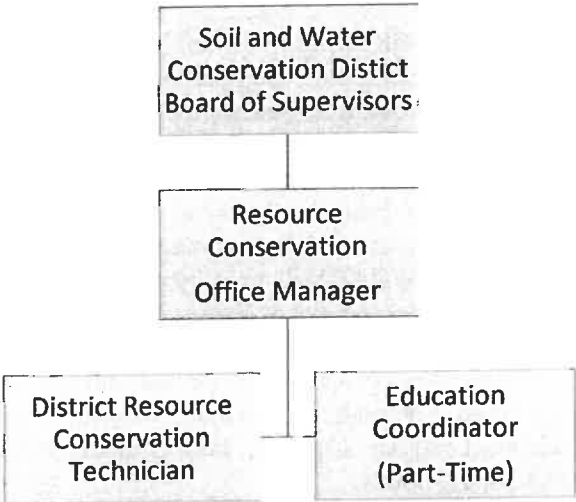 Soil and Water
Conservation Distict
Board of Supervisors
Resource
Conservation
Office Manager
District Resource
Conservation
Technician
Education
Coordinator
(Part-Time)